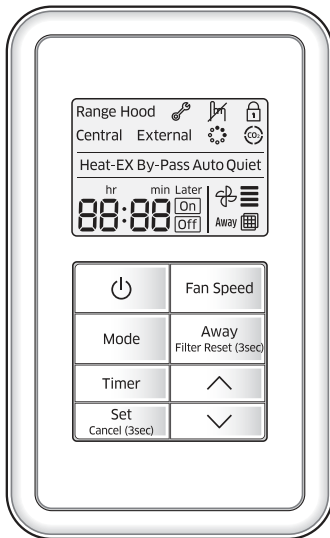 Range Hood
Central External CO₂
Heat-EX By-Pass Auto Quiet
hr min Later
88:88 On
Off Away
Fan Speed
Mode Away
Filter Reset (3sec)
Timer
Set
Cancel (3sec)